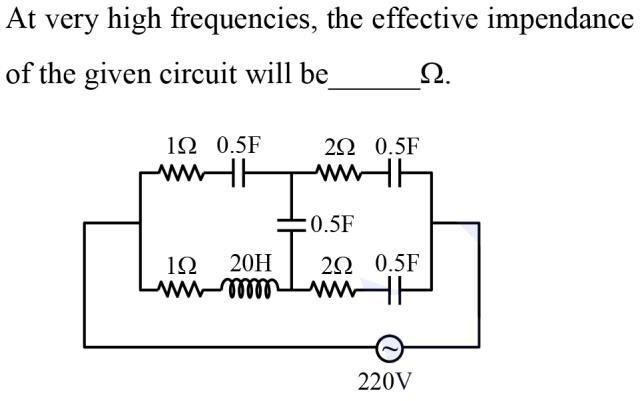 At very high frequencies, the effective impendance
of the given circuit will be______Ω.
1Ω 0.5F 2Ω 0.5F
0.5F
1Ω 20H 2Ω 0.5F
220V